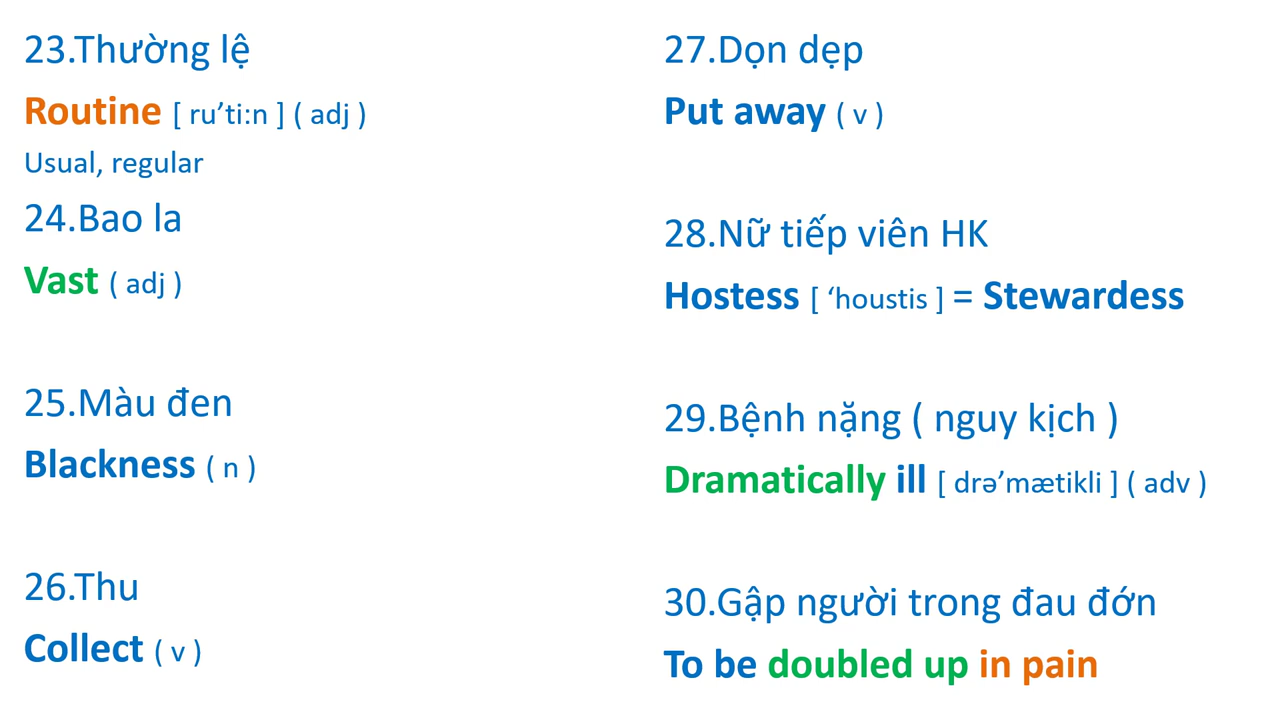 23.Thường lệ
Routine [ ru’ti:n ] ( adj )
Usual, regular
24.Bao la
Vast ( adj )
25.Màu đen
Blackness ( n )
26.Thu
Collect ( v )
27.Dọn dẹp
Put away ( v )
28.Nữ tiếp viên HK
Hostess [ ‘houstis ] = Stewardess
29.Bệnh nặng ( nguy kịch )
Dramatically ill [ drə’mætikli ] ( adv )
30.Gập người trong đau đớn
To be doubled up in pain